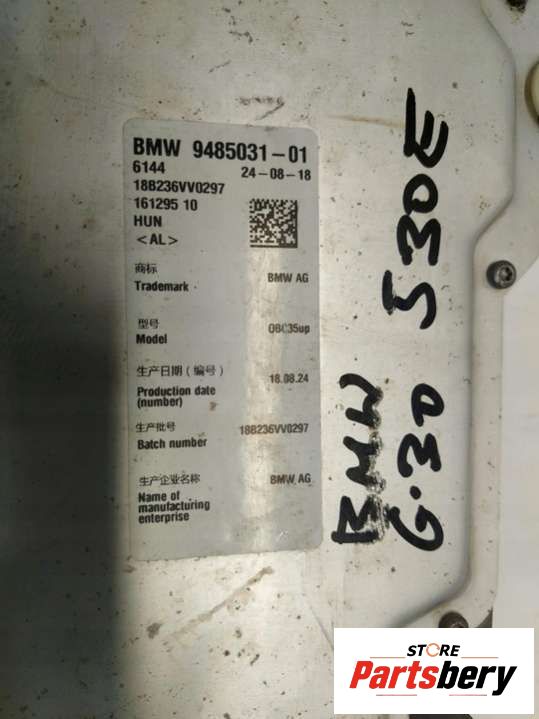 BMW 9485031-01
6144 24-08-18
18B236VV0297
161295 10
HUN
<AL>
商标
Trademark BMW AG
型号
Model OBC35up
生产日期（编号）
Production date (number) 18.08.24
生产批号
Batch number 18B236VV0297
生产企业名称
Name of manufacturing enterprise BMW AG
BMW
G.30 530E
STORE
Partsbery